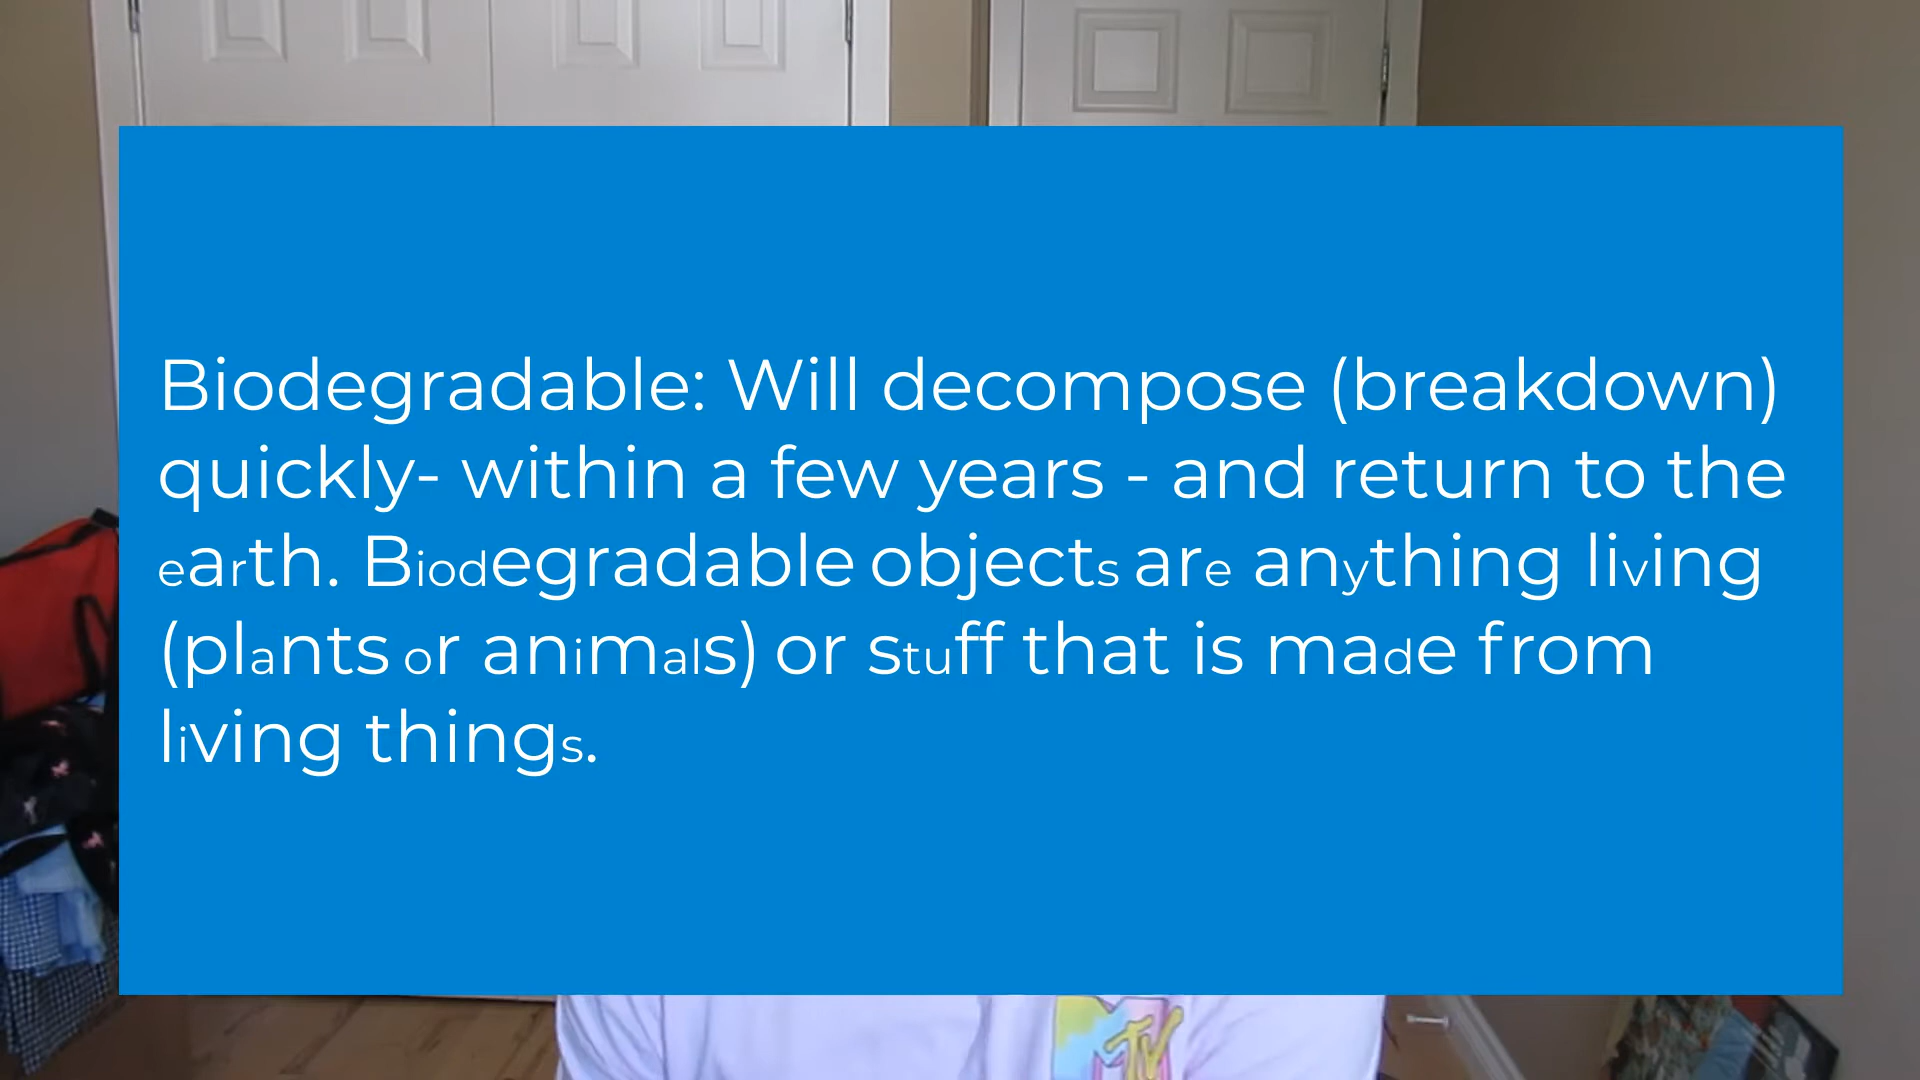 Biodegradable: Will decompose (breakdown)
quickly- within a few years - and return to the
earth. Biodegradable objects are anything living
(plants or animals) or stuff that is made from
living things.
MTV